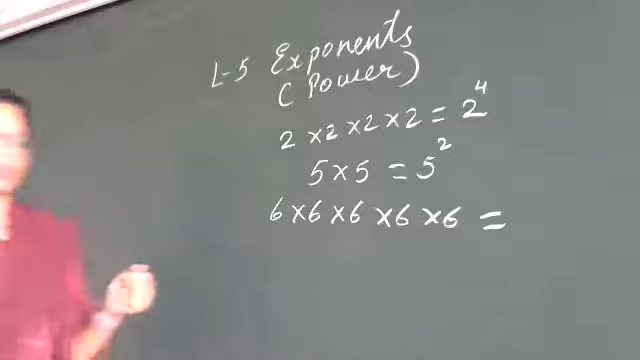 L-5 Exponents
(Power)
2 × 2 × 2 × 2 = 2⁴
5 × 5 = 5²
6 × 6 × 6 × 6 × 6 =